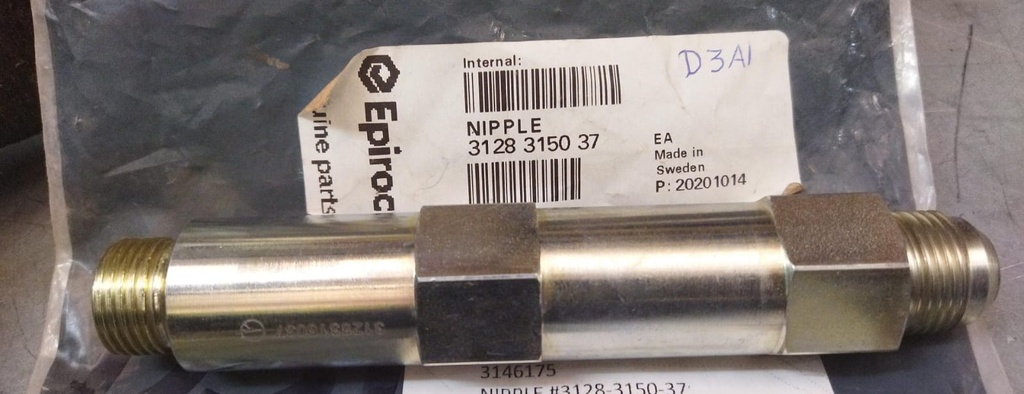 Internal:
D3A1
NIPPLE
3128 3150 37
EA
Made in
Sweden
P: 20201014
Epiroc
uine parts
3128315037
3146175
NIPPLE #3128-3150-37